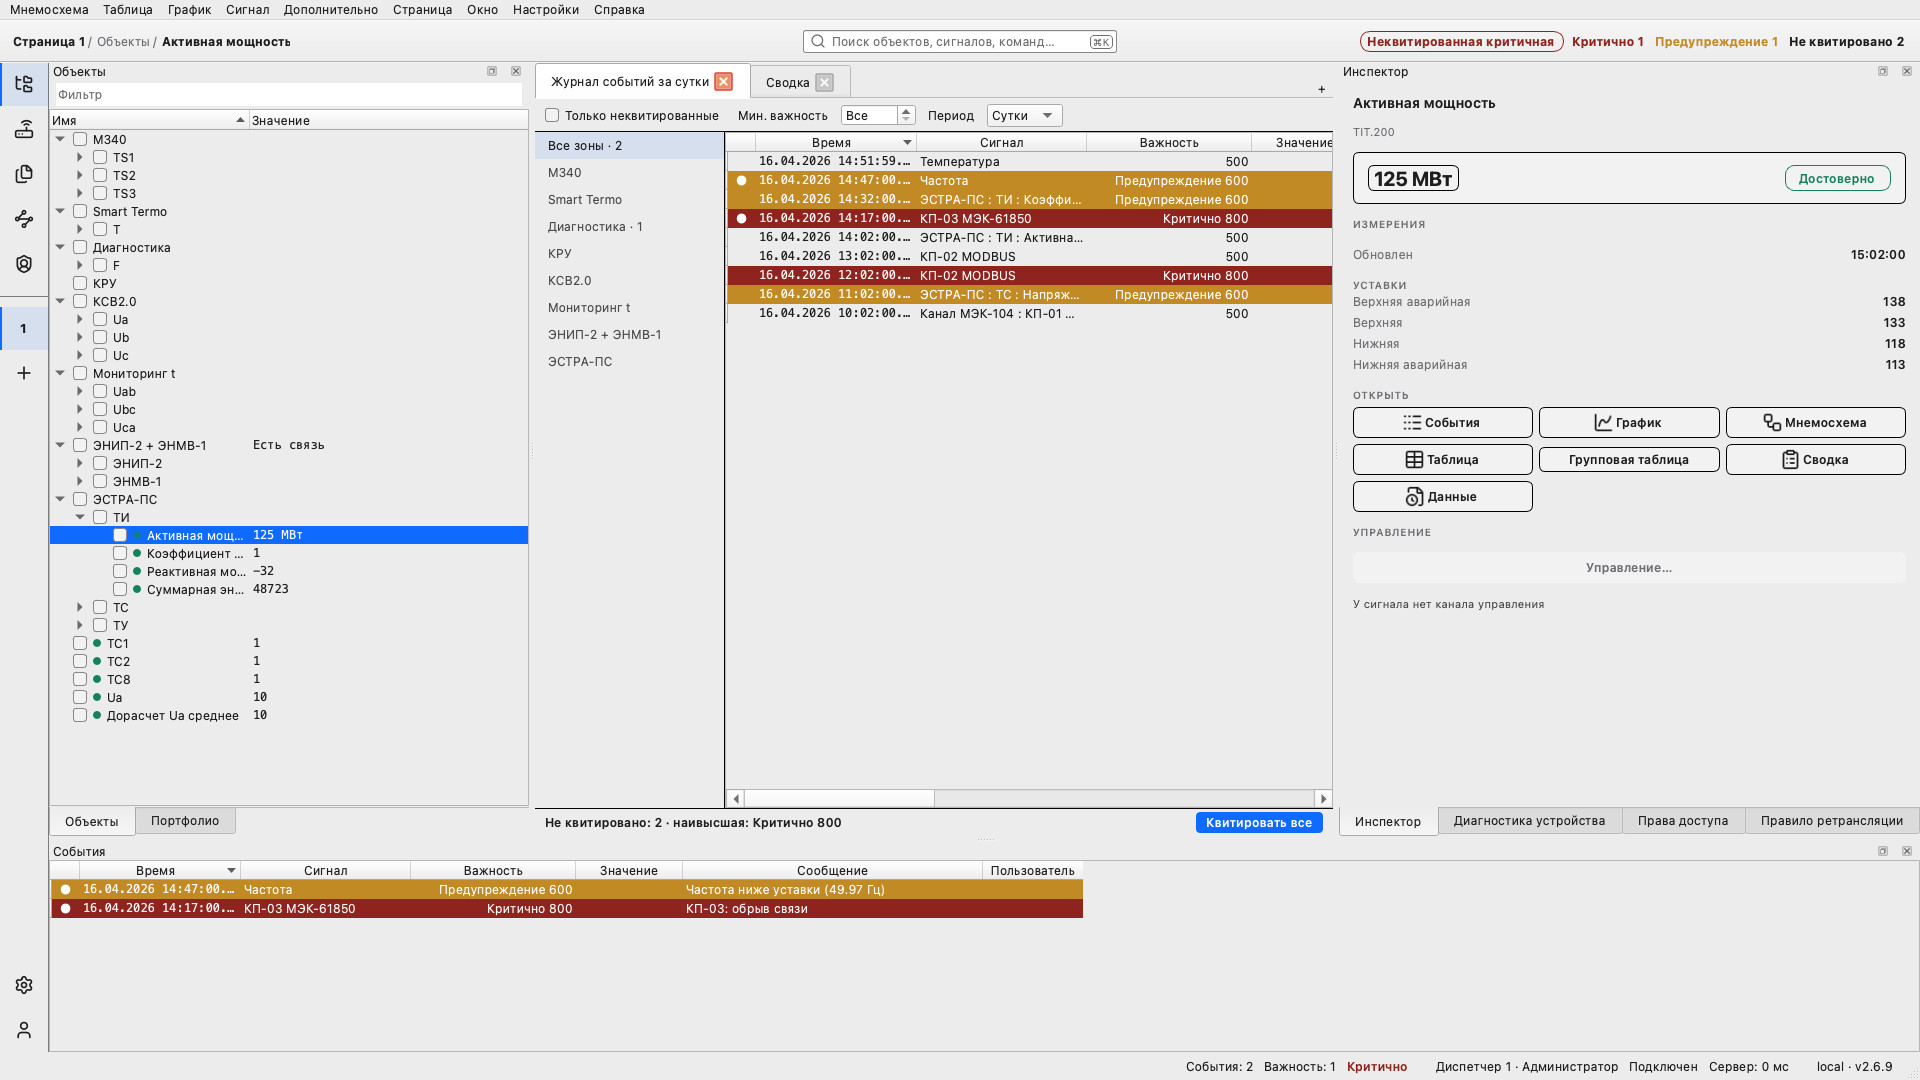 Мнемосхема Таблица График Сигнал Дополнительно Страница Окно Настройки Справка
Страница 1 / Объекты / Активная мощность
Поиск объектов, сигналов, команд... ⌘K
Неквитированная критичная Критично 1 Предупреждение 1 Не квитировано 2
Объекты
Фильтр
Имя Значение
М340
TS1
TS2
TS3
Smart Termo
T
Диагностика
F
КРУ
КСВ2.0
Ua
Ub
Uc
Мониторинг t
Uab
Ubc
Uca
ЭНИП-2 + ЭНМВ-1 Есть связь
ЭНИП-2
ЭНМВ-1
ЭСТРА-ПС
ТИ
Активная мощ... 125 МВт
Коэффициент ... 1
Реактивная мо... −32
Суммарная эн... 48723
ТС
ТУ
ТС1 1
ТС2 1
ТС8 1
Ua 10
Дорасчет Ua среднее 10
Объекты Портфолио
1
Журнал событий за сутки Сводка +
Только неквитированные Мин. важность Все Период Сутки
Все зоны · 2
М340
Smart Termo
Диагностика · 1
КРУ
КСВ2.0
Мониторинг t
ЭНИП-2 + ЭНМВ-1
ЭСТРА-ПС
Время Сигнал Важность Значение
16.04.2026 14:51:59.... Температура 500
16.04.2026 14:47:00.... Частота Предупреждение 600
16.04.2026 14:32:00.... ЭСТРА-ПС : ТИ : Коэффи... Предупреждение 600
16.04.2026 14:17:00.... КП-03 МЭК-61850 Критично 800
16.04.2026 14:02:00.... ЭСТРА-ПС : ТИ : Активна... 500
16.04.2026 13:02:00.... КП-02 MODBUS 500
16.04.2026 12:02:00.... КП-02 MODBUS Критично 800
16.04.2026 11:02:00.... ЭСТРА-ПС : ТС : Напряж... Предупреждение 600
16.04.2026 10:02:00.... Канал МЭК-104 : КП-01 ... 500
Не квитировано: 2 · наивысшая: Критично 800 Квитировать все
Инспектор
Активная мощность
TIT.200
125 МВт Достоверно
ИЗМЕРЕНИЯ
Обновлен 15:02:00
УСТАВКИ
Верхняя аварийная 138
Верхняя 133
Нижняя 118
Нижняя аварийная 113
ОТКРЫТЬ
События График Мнемосхема
Таблица Групповая таблица Сводка
Данные
УПРАВЛЕНИЕ
Управление...
У сигнала нет канала управления
Инспектор Диагностика устройства Права доступа Правило ретрансляции
События
Время Сигнал Важность Значение Сообщение Пользователь
16.04.2026 14:47:00.... Частота Предупреждение 600 Частота ниже уставки (49.97 Гц)
16.04.2026 14:17:00.... КП-03 МЭК-61850 Критично 800 КП-03: обрыв связи
События: 2 Важность: 1 Критично Диспетчер 1 · Администратор Подключен Сервер: 0 мс local · v2.6.9